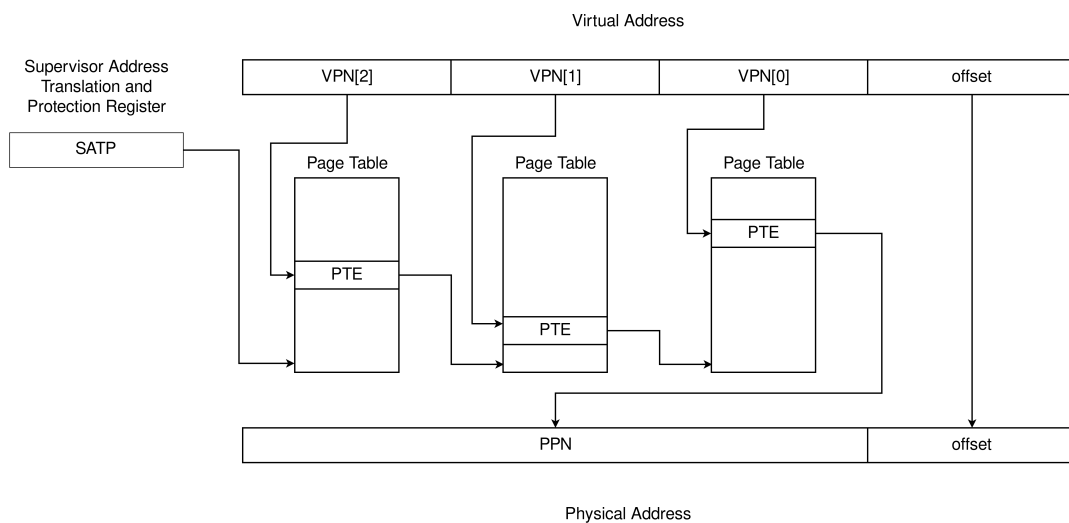 Virtual Address
Supervisor Address
Translation and
Protection Register
SATP
VPN[2]
VPN[1]
VPN[0]
offset
Page Table
Page Table
Page Table
PTE
PTE
PTE
PPN
offset
Physical Address